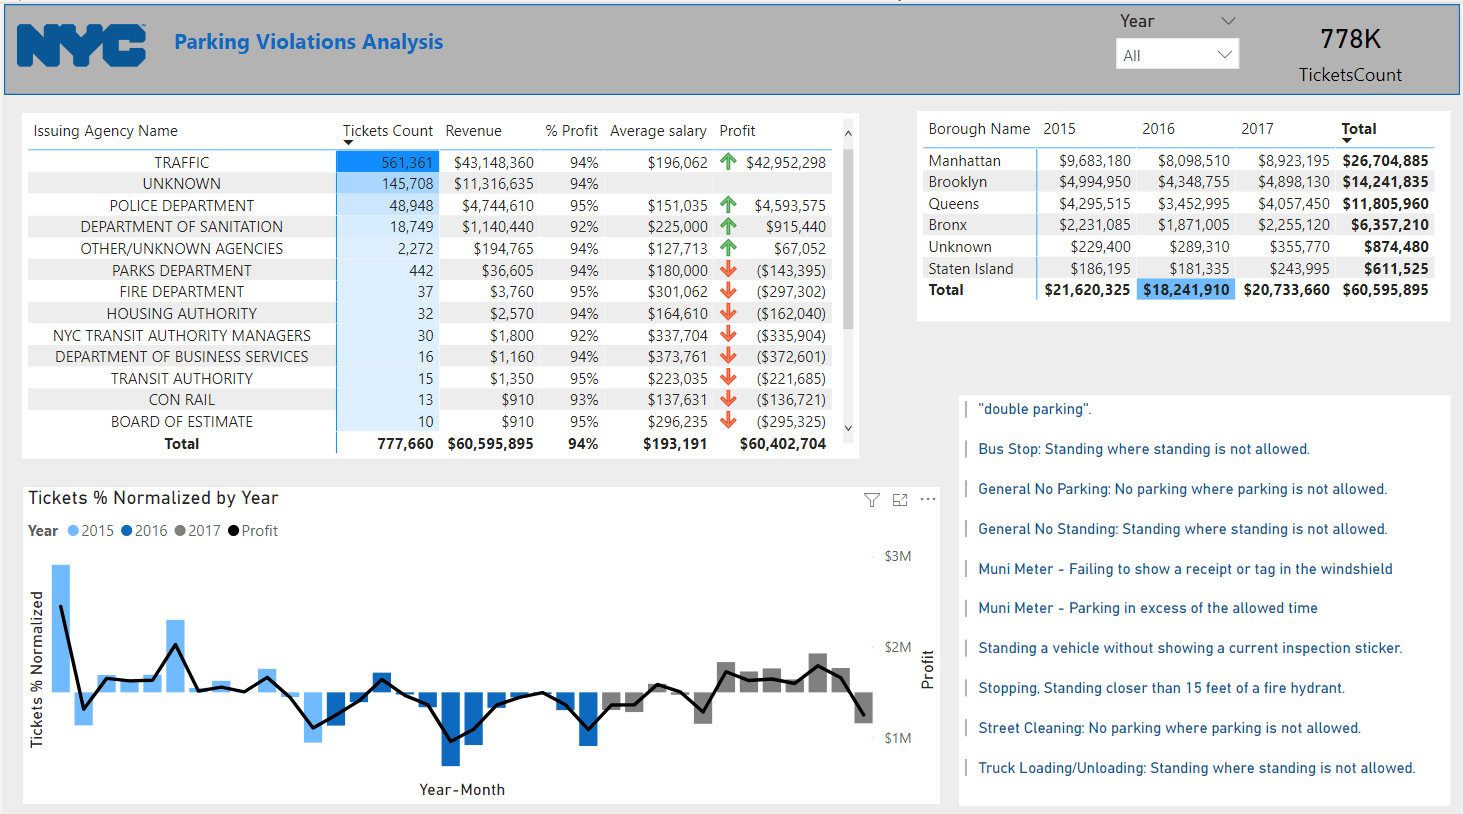 NYC
Parking Violations Analysis
Year
All
778K
TicketsCount
Issuing Agency Name Tickets Count Revenue % Profit Average salary Profit
TRAFFIC 561,361 $43,148,360 94% $196,062 $42,952,298
UNKNOWN 145,708 $11,316,635 94%
POLICE DEPARTMENT 48,948 $4,744,610 95% $151,035 $4,593,575
DEPARTMENT OF SANITATION 18,749 $1,140,440 92% $225,000 $915,440
OTHER/UNKNOWN AGENCIES 2,272 $194,765 94% $127,713 $67,052
PARKS DEPARTMENT 442 $36,605 94% $180,000 ($143,395)
FIRE DEPARTMENT 37 $3,760 95% $301,062 ($297,302)
HOUSING AUTHORITY 32 $2,570 94% $164,610 ($162,040)
NYC TRANSIT AUTHORITY MANAGERS 30 $1,800 92% $337,704 ($335,904)
DEPARTMENT OF BUSINESS SERVICES 16 $1,160 94% $373,761 ($372,601)
TRANSIT AUTHORITY 15 $1,350 95% $223,035 ($221,685)
CON RAIL 13 $910 93% $137,631 ($136,721)
BOARD OF ESTIMATE 10 $910 95% $296,235 ($295,325)
Total 777,660 $60,595,895 94% $193,191 $60,402,704
Borough Name 2015 2016 2017 Total
Manhattan $9,683,180 $8,098,510 $8,923,195 $26,704,885
Brooklyn $4,994,950 $4,348,755 $4,898,130 $14,241,835
Queens $4,295,515 $3,452,995 $4,057,450 $11,805,960
Bronx $2,231,085 $1,871,005 $2,255,120 $6,357,210
Unknown $229,400 $289,310 $355,770 $874,480
Staten Island $186,195 $181,335 $243,995 $611,525
Total $21,620,325 $18,241,910 $20,733,660 $60,595,895
Tickets % Normalized by Year
Year 2015 2016 2017 Profit
Tickets % Normalized
$3M
$2M
$1M
Profit
Year-Month
"double parking".
Bus Stop: Standing where standing is not allowed.
General No Parking: No parking where parking is not allowed.
General No Standing: Standing where standing is not allowed.
Muni Meter - Failing to show a receipt or tag in the windshield
Muni Meter - Parking in excess of the allowed time
Standing a vehicle without showing a current inspection sticker.
Stopping, Standing closer than 15 feet of a fire hydrant.
Street Cleaning: No parking where parking is not allowed.
Truck Loading/Unloading: Standing where standing is not allowed.